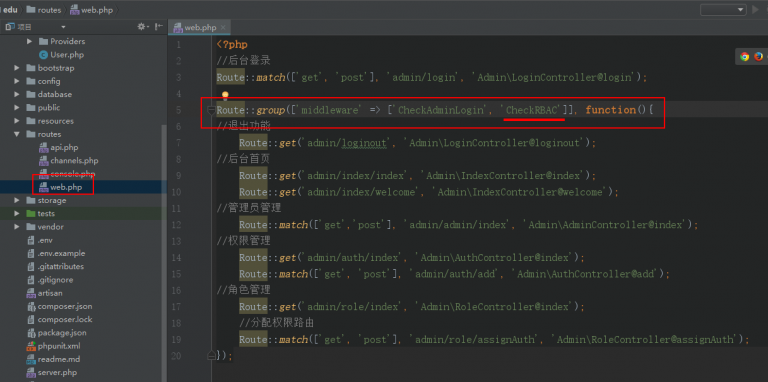 edu routes web.php
项目
Providers
User.php
bootstrap
config
database
public
resources
routes
api.php
channels.php
console.php
web.php
storage
tests
vendor
.env
.env.example
.gitattributes
.gitignore
artisan
composer.json
composer.lock
package.json
phpunit.xml
readme.md
server.php
web.php
1 <?php
2 //后台登录
3 Route::match(['get', 'post'], 'admin/login', 'Admin\LoginController@login');
4
5 Route::group(['middleware' => ['CheckAdminLogin', 'CheckRBAC']], function(){
6 //退出功能
7 Route::get('admin/loginout', 'Admin\LoginController@loginout');
8 //后台首页
9 Route::get('admin/index/index', 'Admin\IndexController@index');
10 Route::get('admin/index/welcome', 'Admin\IndexController@welcome');
11 //管理员管理
12 Route::match(['get','post'], 'admin/admin/index', 'Admin\AdminController@index');
13 //权限管理
14 Route::get('admin/auth/index', 'Admin\AuthController@index');
15 Route::match(['get', 'post'], 'admin/auth/add', 'Admin\AuthController@add');
16 //角色管理
17 Route::get('admin/role/index', 'Admin\RoleController@index');
18 //分配权限路由
19 Route::match(['get', 'post'], 'admin/role/assignAuth', 'Admin\RoleController@assignAuth');
20 });